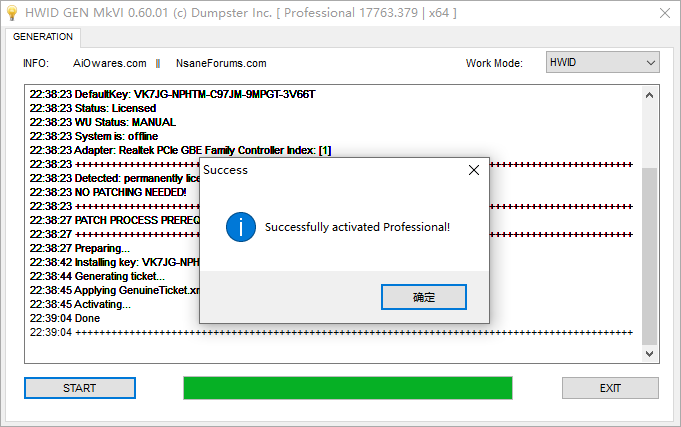 HWID GEN MkVI 0.60.01 (c) Dumpster Inc. [ Professional 17763.379 | x64 ]
GENERATION
INFO: AiOwares.com NsaneForums.com Work Mode: HWID
22:38:23 DefaultKey: VK7JG-NPHTM-C97JM-9MPGT-3V66T
22:38:23 Status: Licensed
22:38:23 WU Status: MANUAL
22:38:23 System is: offline
22:38:23 Adapter: Realtek PCIe GBE Family Controller Index: [1]
22:38:23
22:38:23 Detected: permanently lice
22:38:23 NO PATCHING NEEDED!
22:38:23
22:38:27 PATCH PROCESS PREREQ
22:38:27
22:38:27 Preparing...
22:38:42 Installing key: VK7JG-NPH
22:38:44 Generating ticket...
22:38:45 Applying GenuineTicket.xm
22:38:45 Activating...
22:39:04 Done
22:39:04
Success
Successfully activated Professional!
确定
START EXIT